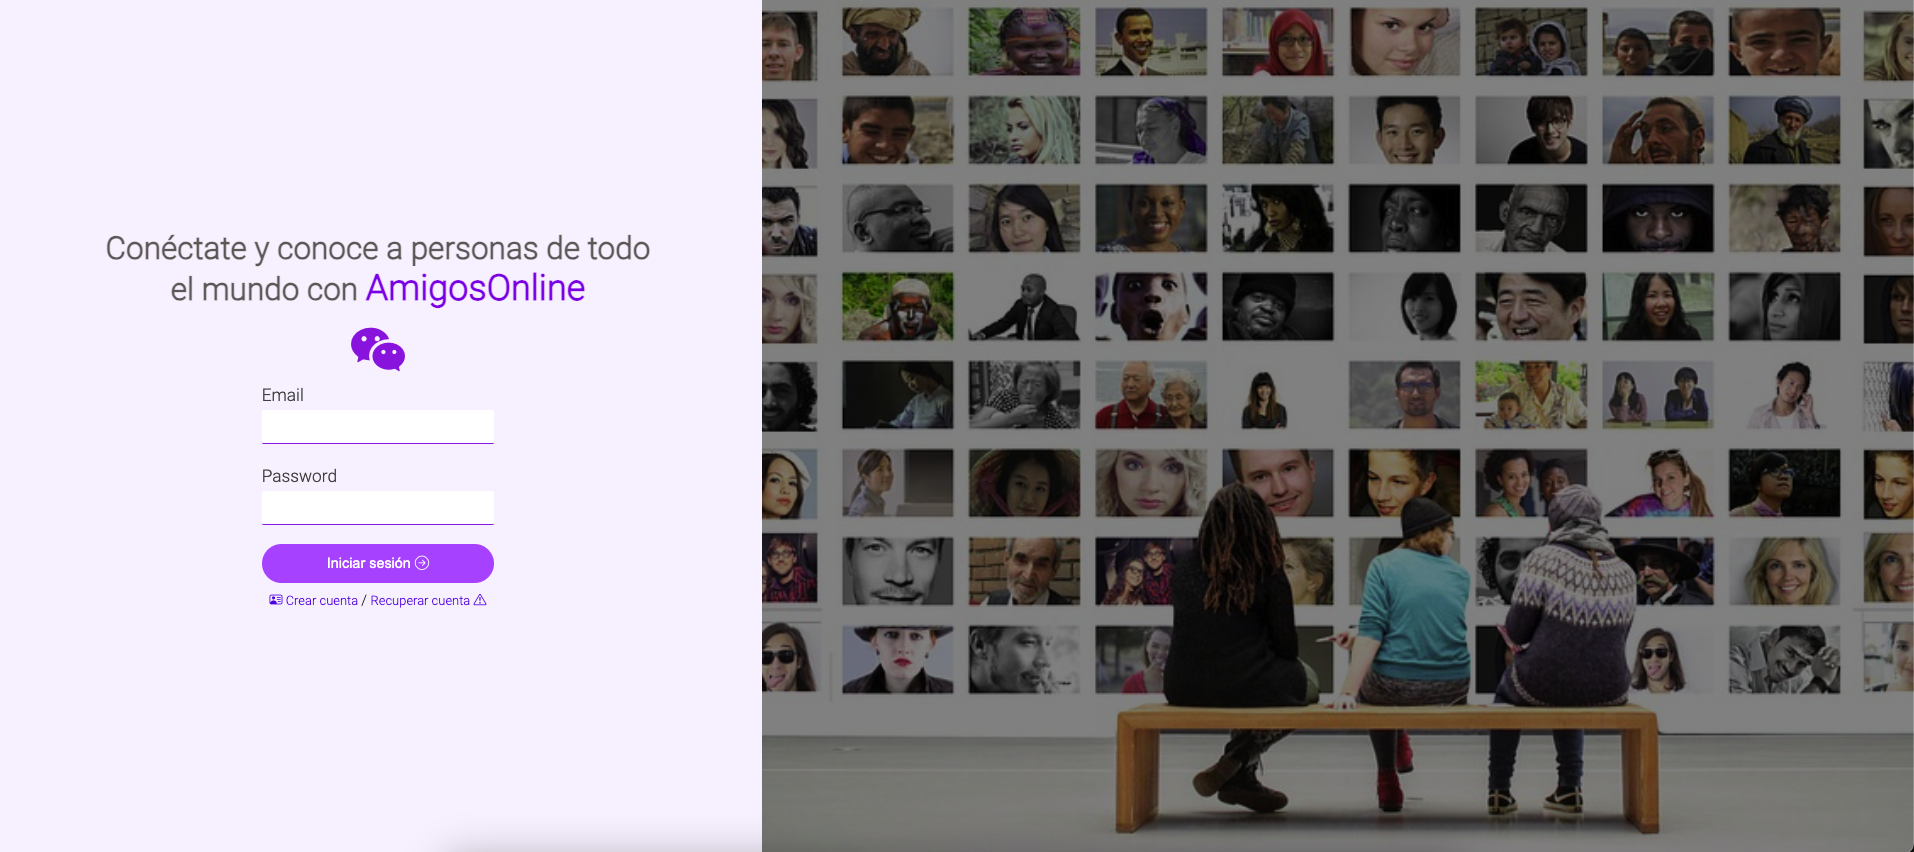 Conéctate y conoce a personas de todo
el mundo con AmigosOnline
Email
Password
Iniciar sesión
Crear cuenta / Recuperar cuenta